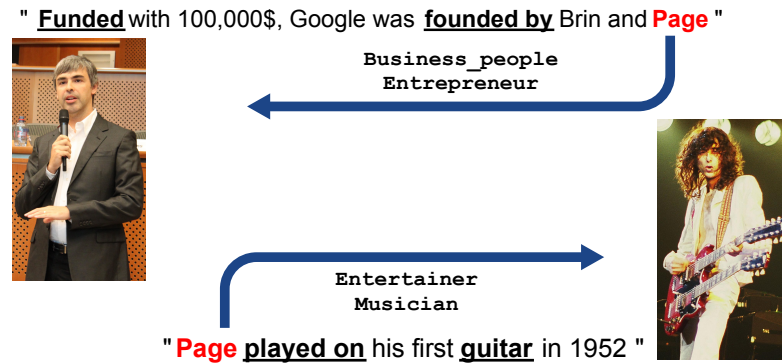 " Funded with 100,000$, Google was founded by Brin and Page "
Business_people
Entrepreneur
Entertainer
Musician
"Page played on his first guitar in 1952 "